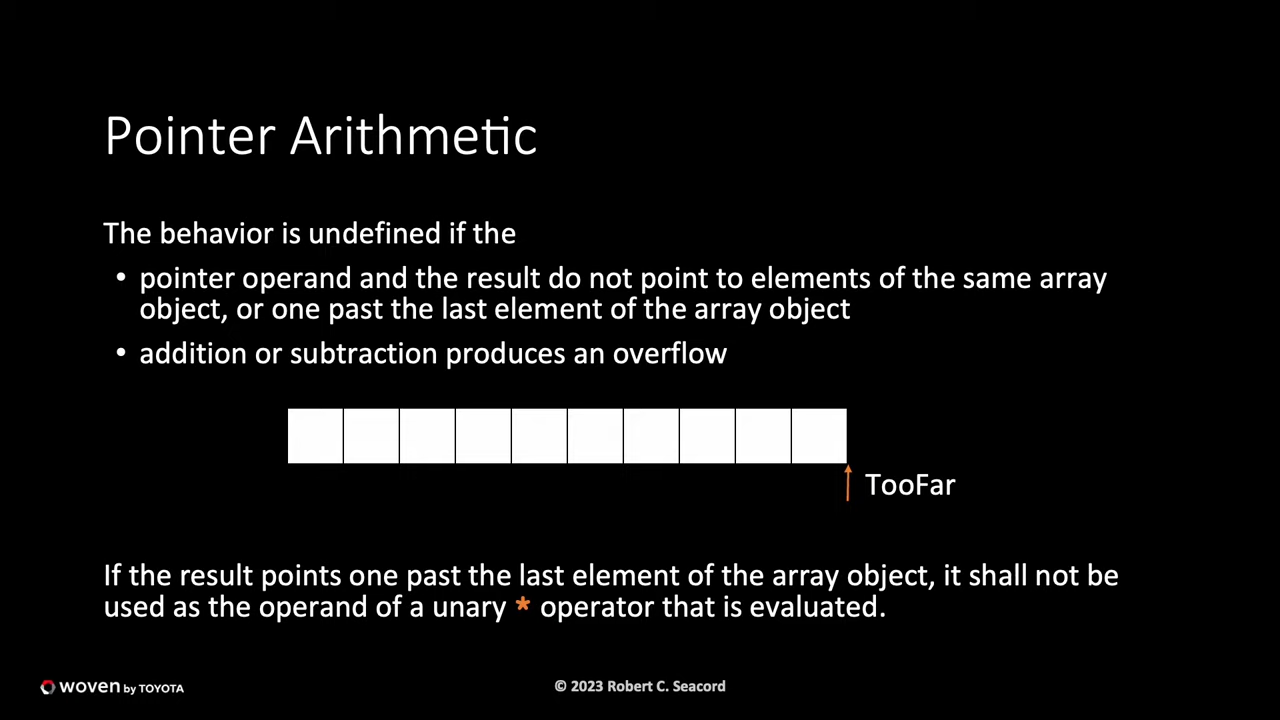 Pointer Arithmetic
The behavior is undefined if the
• pointer operand and the result do not point to elements of the same array
object, or one past the last element of the array object
• addition or subtraction produces an overflow
TooFar
If the result points one past the last element of the array object, it shall not be
used as the operand of a unary * operator that is evaluated.
woven by TOYOTA
© 2023 Robert C. Seacord